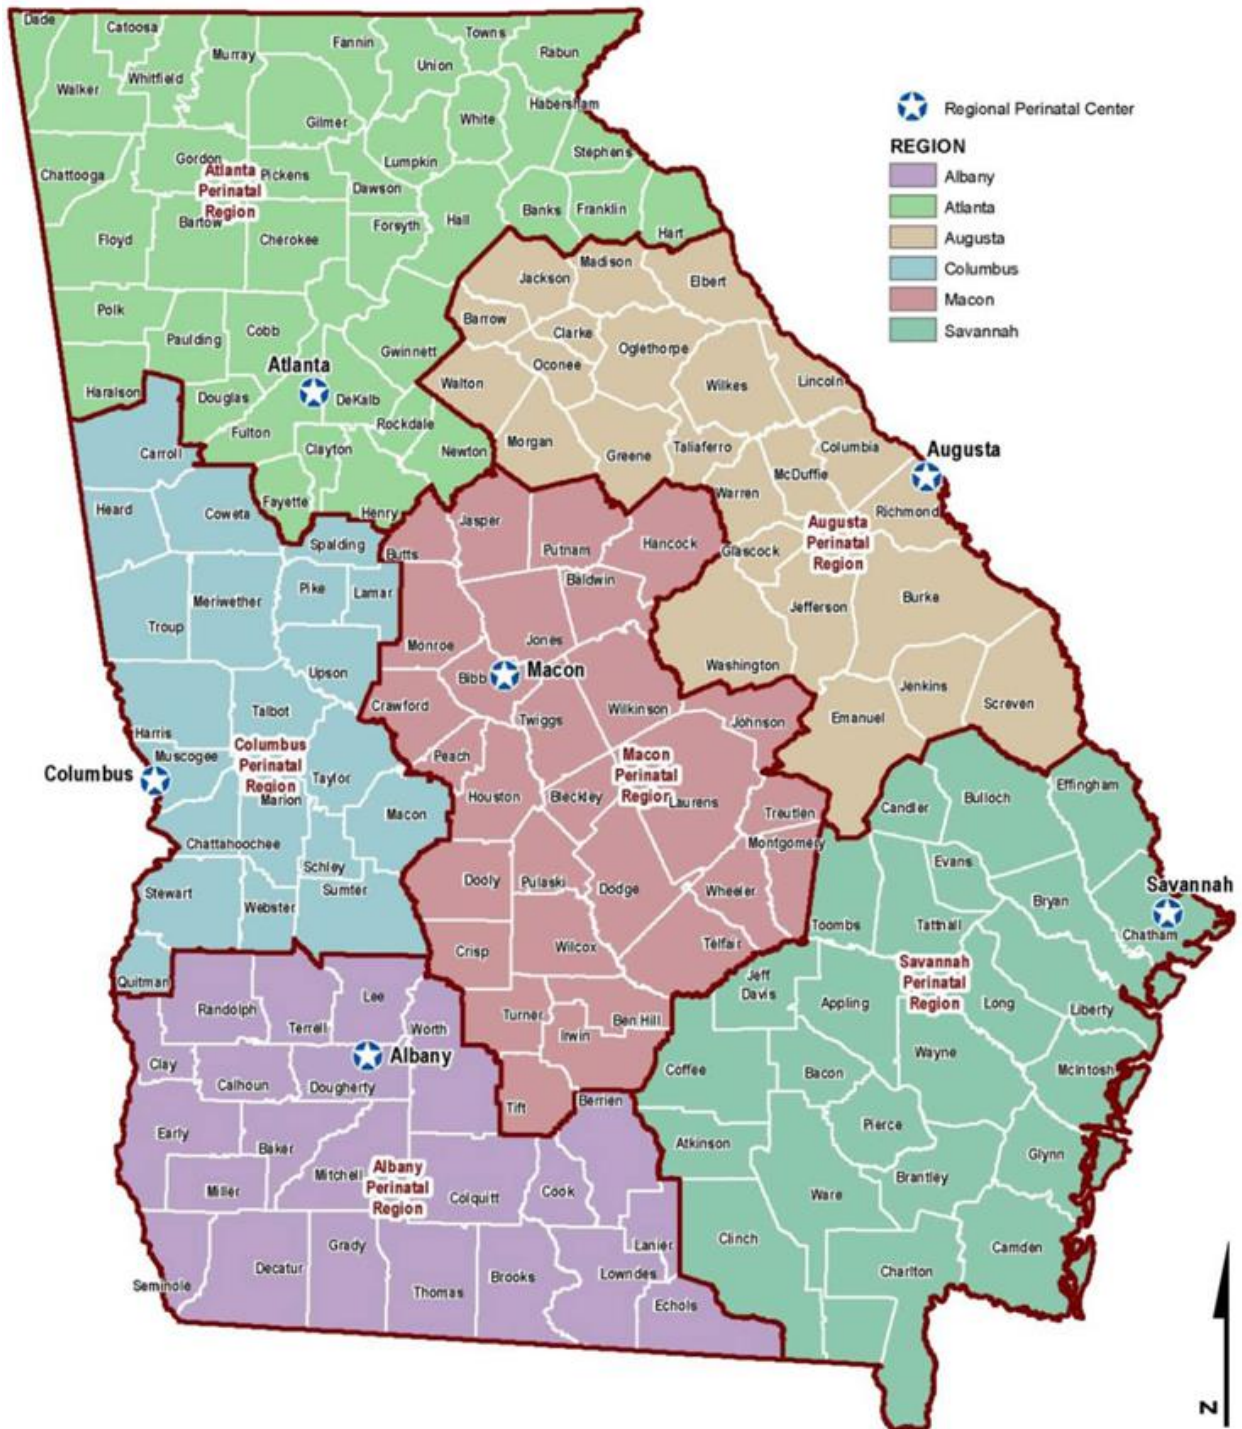 Dade
Catoosa
Fannin
Towns
Rabun
Murray
Union
Whitfield
Walker
Habersham
White
Gilmer
Stephens
Lumpkin
Gordon
Chattooga
Atlanta
Perinatal
Region
Pickens
Dawson
Banks
Franklin
Hall
Forsyth
Bartow
Hart
Floyd
Cherokee
Regional Perinatal Center
REGION
Albany
Atlanta
Augusta
Columbus
Macon
Savannah
Madison
Jackson
Elbert
Polk
Barrow
Cobb
Paulding
Clarke
Oglethorpe
Gwinnett
Oconee
Atlanta
Walton
Wilkes
Lincoln
Haralson
Douglas
DeKalb
Rockdale
Fulton
Clayton
Newton
Morgan
Greene
Taliaferro
Columbia
Augusta
Carroll
McDuffie
Warren
Fayette
Henry
Heard
Coweta
Richmond
Jasper
Augusta
Perinatal
Region
Spalding
Butts
Putnam
Hancock
Glascock
Baldwin
Pike
Lamar
Meriwether
Burke
Jefferson
Troup
Monroe
Jones
Washington
Upson
Bibb
Macon
Jenkins
Screven
Crawford
Talbot
Wilkinson
Twiggs
Johnson
Emanuel
Harris
Columbus
Perinatal
Region
Muscogee
Peach
Macon
Perinatal
Region
Columbus
Taylor
Marion
Houston
Bleckley
Laurens
Effingham
Bulloch
Candler
Macon
Treutlen
Chattahoochee
Montgomery
Schley
Evans
Stewart
Sumter
Dooly
Pulaski
Dodge
Wheeler
Savannah
Webster
Bryan
Toombs
Tattnall
Chatham
Crisp
Wilcox
Telfair
Savannah
Perinatal
Region
Quitman
Jeff
Davis
Lee
Randolph
Appling
Long
Liberty
Terrell
Worth
Turner
Irwin
Ben Hill
Albany
Wayne
Clay
Calhoun
Dougherty
Coffee
Bacon
McIntosh
Tift
Berrien
Early
Pierce
Baker
Atkinson
Glynn
Mitchell
Albany
Perinatal
Region
Miller
Colquitt
Cook
Brantley
Ware
Clinch
Grady
Lanier
Camden
Decatur
Seminole
Brooks
Lowndes
Charlton
Thomas
Echols
N